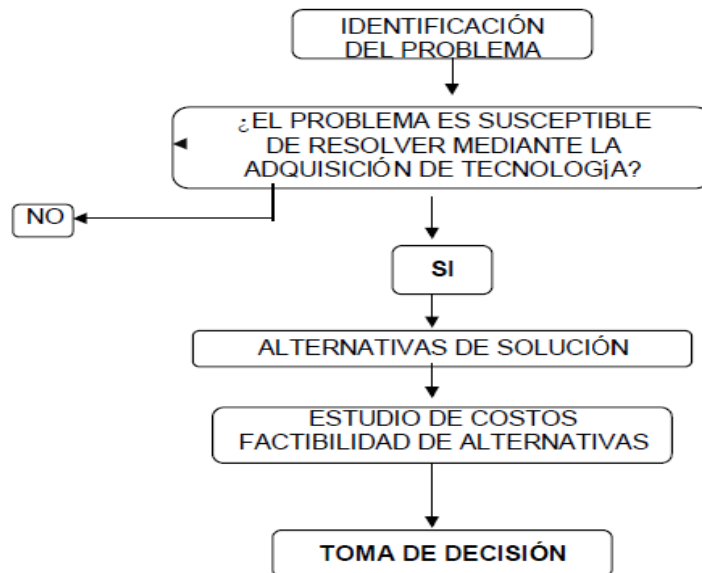 IDENTIFICACIÓN
DEL PROBLEMA
¿EL PROBLEMA ES SUSCEPTIBLE
DE RESOLVER MEDIANTE LA
ADQUISICIÓN DE TECNOLOGíA?
NO
SI
ALTERNATIVAS DE SOLUCIÓN
ESTUDIO DE COSTOS
FACTIBILIDAD DE ALTERNATIVAS
TOMA DE DECISIÓN